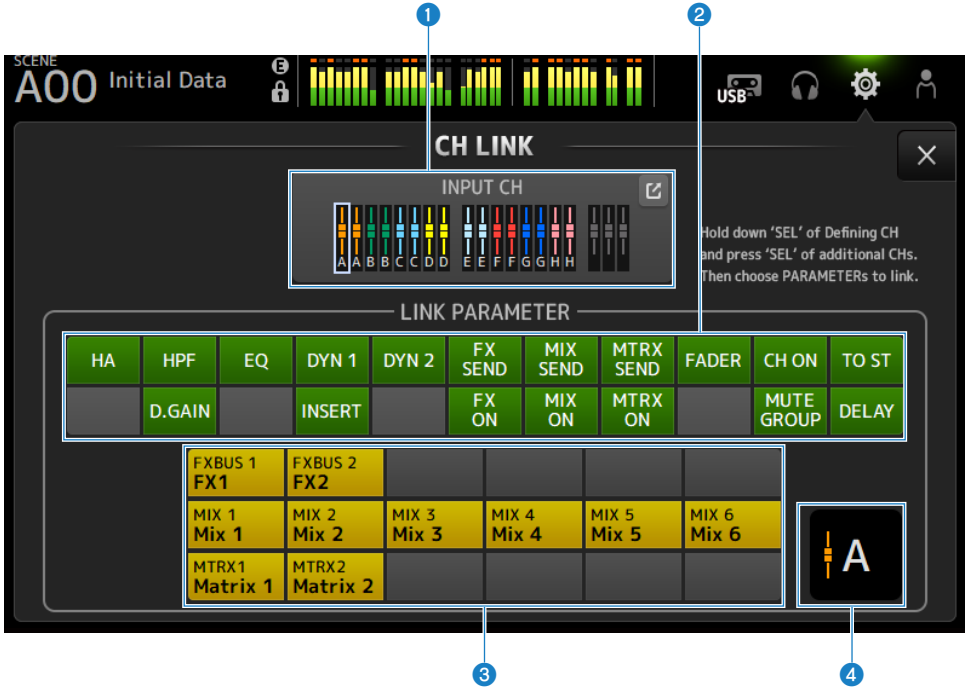 1
2
SCENE
A00 Initial Data
E
USB
CH LINK
INPUT CH
A A B B C C D D E E F F G G H H
Hold down 'SEL' of Defining CH
and press 'SEL' of additional CHs.
Then choose PARAMETERs to link.
LINK PARAMETER
HA
HPF
EQ
DYN 1
DYN 2
FX
SEND
MIX
SEND
MTRX
SEND
FADER
CH ON
TO ST
D.GAIN
INSERT
FX
ON
MIX
ON
MTRX
ON
MUTE
GROUP
DELAY
FXBUS 1
FX1
FXBUS 2
FX2
MIX 1
Mix 1
MIX 2
Mix 2
MIX 3
Mix 3
MIX 4
Mix 4
MIX 5
Mix 5
MIX 6
Mix 6
MTRX1
Matrix 1
MTRX2
Matrix 2
A
3
4